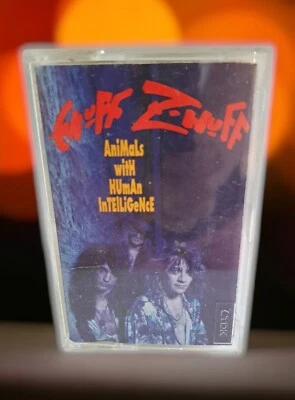 ENUFF Z'NUFF
AniMaLs
witH
HUmAn
InTElLiGeNcE